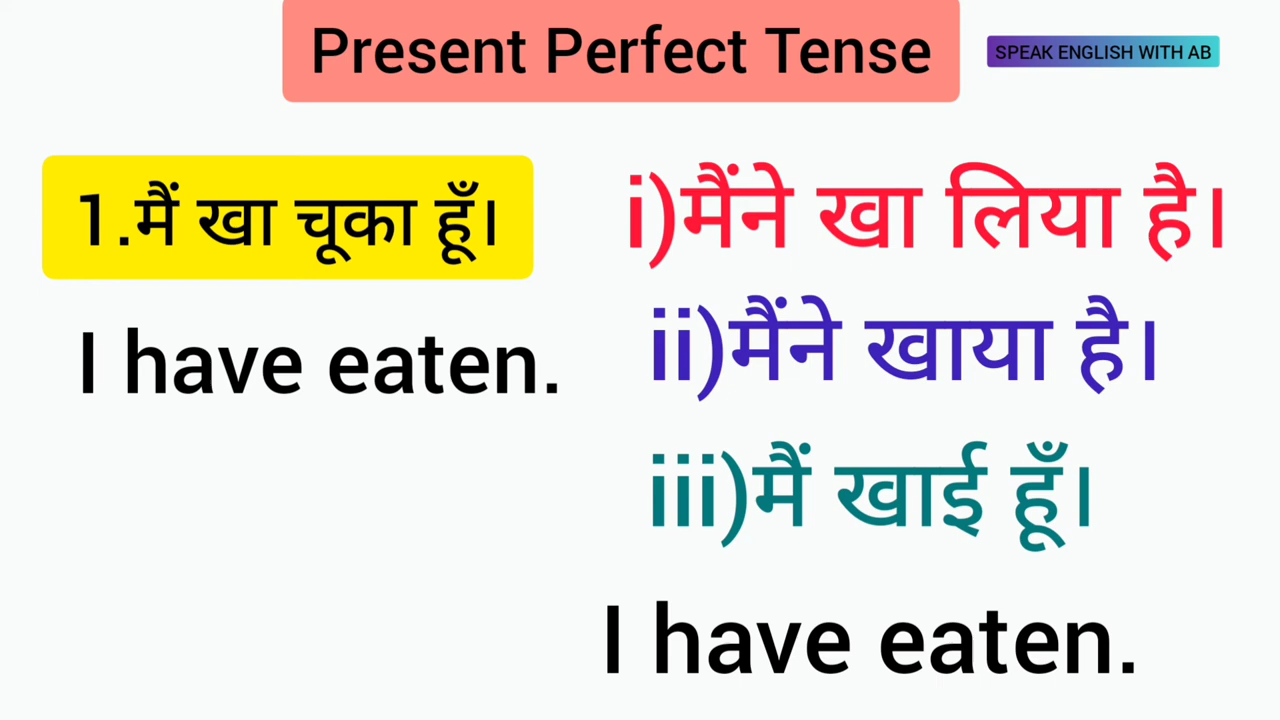 Present Perfect Tense
SPEAK ENGLISH WITH AB
1.मैं खा चूका हूँ।
I have eaten.
i)मैंने खा लिया है।
ii)मैंने खाया है।
iii)मैं खाई हूँ।
I have eaten.